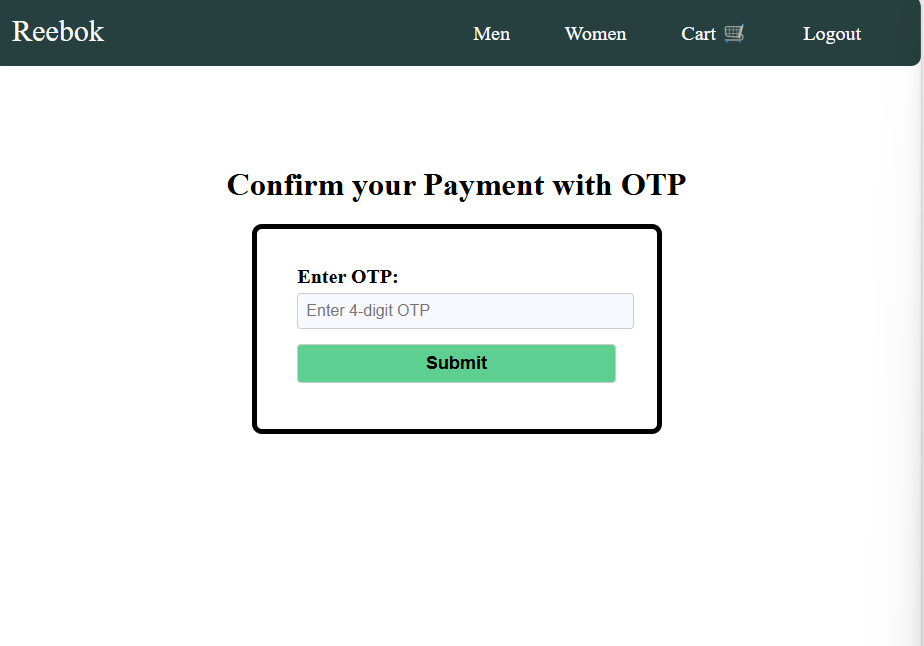 Reebok
Men Women Cart 🛒 Logout
Confirm your Payment with OTP
Enter OTP:
Enter 4-digit OTP
Submit